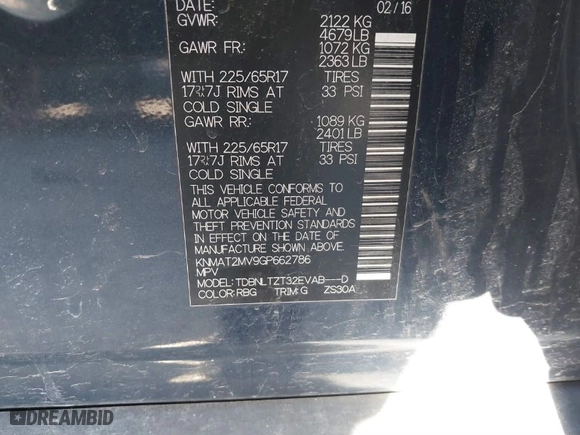 DATE: 02/16
GVWR: 2122 KG
4679LB
GAWR FR: 1072 KG
2363 LB
WITH 225/65R17 TIRES
17x7J RIMS AT 33 PSI
COLD SINGLE
GAWR RR: 1089 KG
2401 LB
WITH 225/65R17 TIRES
17x7J RIMS AT 33 PSI
COLD SINGLE
THIS VEHICLE CONFORMS TO
ALL APPLICABLE FEDERAL
MOTOR VEHICLE SAFETY AND
THEFT PREVENTION STANDARDS
IN EFFECT ON THE DATE OF
MANUFACTURE SHOWN ABOVE.
KNMAT2MV9GP662786
MPV
MODEL: TDBNLTZT32EVAB---D
COLOR: RBG TRIM: G ZS30A
DREAMBID